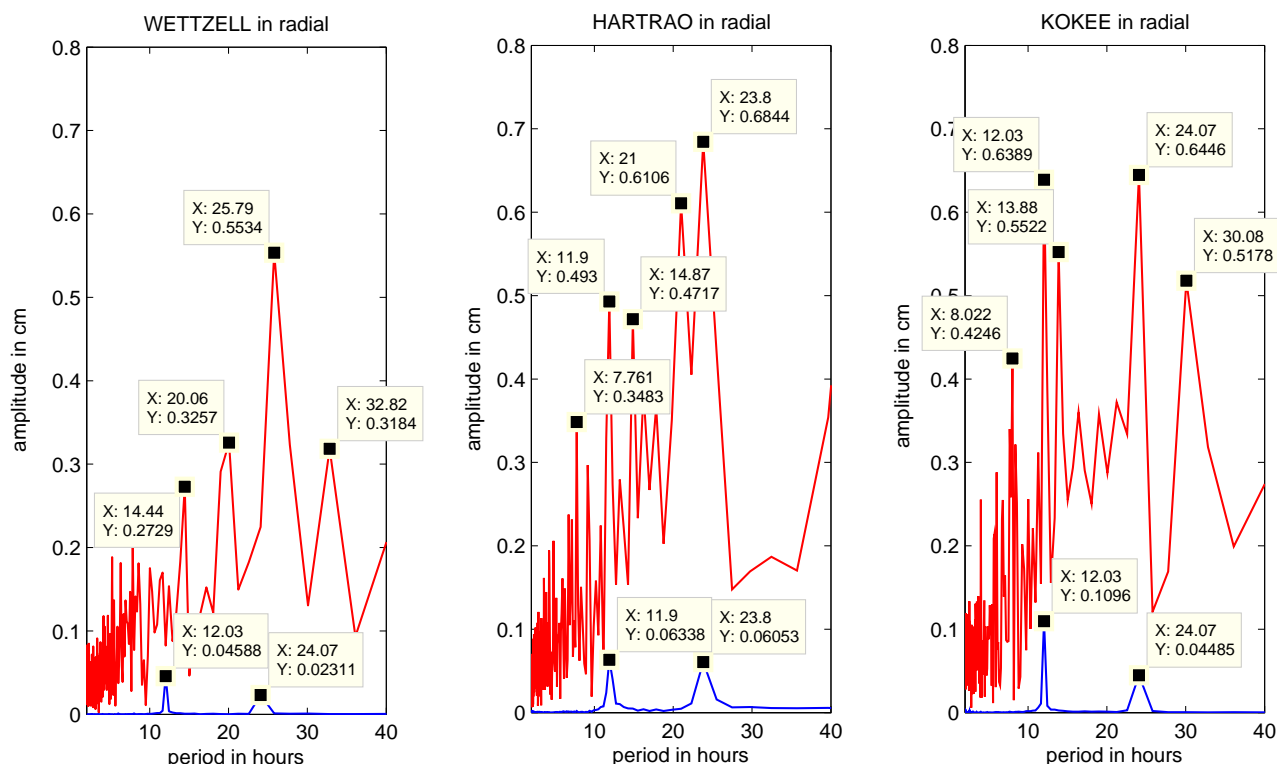 WETTZELL in radial
0.8
0.7
0.6
0.5
0.4
0.3
0.2
0.1
0
amplitude in cm
X: 25.79
Y: 0.5534
X: 20.06
Y: 0.3257
X: 32.82
Y: 0.3184
X: 14.44
Y: 0.2729
X: 12.03
Y: 0.04588
X: 24.07
Y: 0.02311
10 20 30 40
period in hours
HARTRAO in radial
0.8
0.7
0.6
0.5
0.4
0.3
0.2
0.1
0
amplitude in cm
X: 23.8
Y: 0.6844
X: 21
Y: 0.6106
X: 11.9
Y: 0.493
X: 14.87
Y: 0.4717
X: 7.761
Y: 0.3483
X: 11.9
Y: 0.06338
X: 23.8
Y: 0.06053
10 20 30 40
period in hours
KOKEE in radial
0.8
0.7
0.6
0.5
0.4
0.3
0.2
0.1
0
amplitude in cm
X: 12.03
Y: 0.6389
X: 24.07
Y: 0.6446
X: 13.88
Y: 0.5522
X: 30.08
Y: 0.5178
X: 8.022
Y: 0.4246
X: 12.03
Y: 0.1096
X: 24.07
Y: 0.04485
10 20 30 40
period in hours